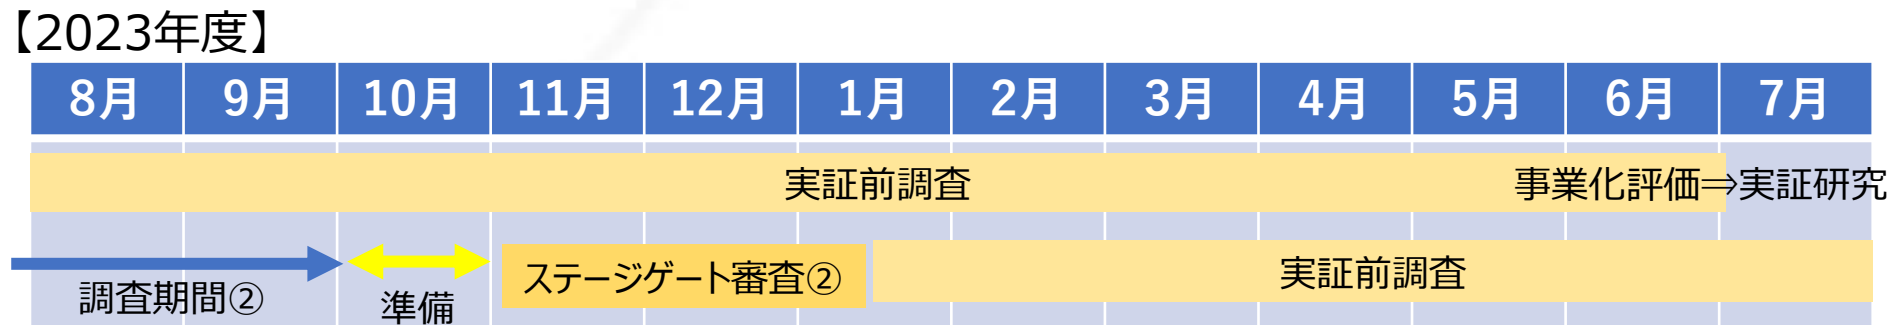 【2023年度】
8月 9月 10月 11月 12月 1月 2月 3月 4月 5月 6月 7月
実証前調査 事業化評価⇒実証研究
調査期間② 準備 ステージゲート審査② 実証前調査